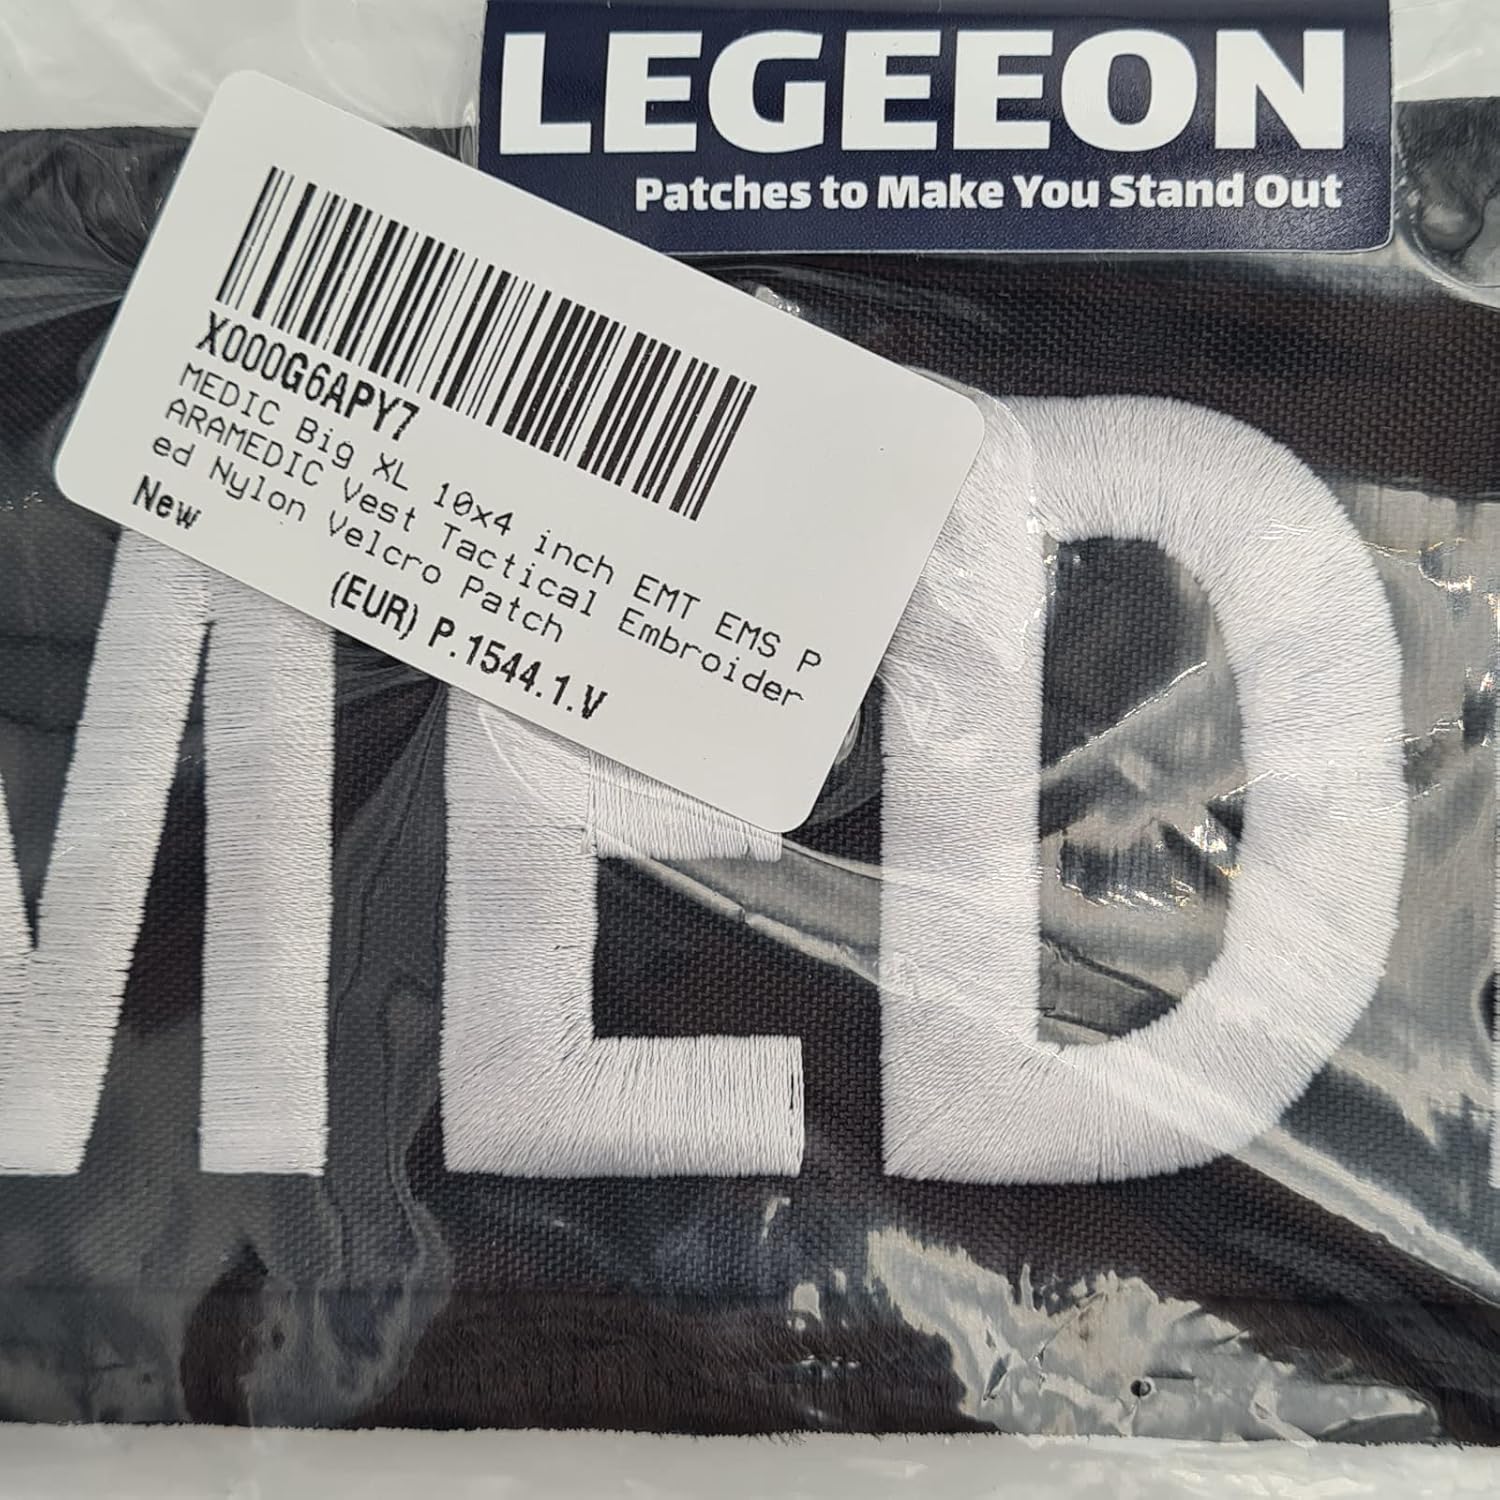 LEGEEON
Patches to Make You Stand Out
X000G6APY7
MEDIC Big XL 10x4 inch EMT EMS P
ARAMEDIC Vest Tactical Embroider
ed Nylon Velcro Patch
New
(EUR) P.1544.1.V
MED